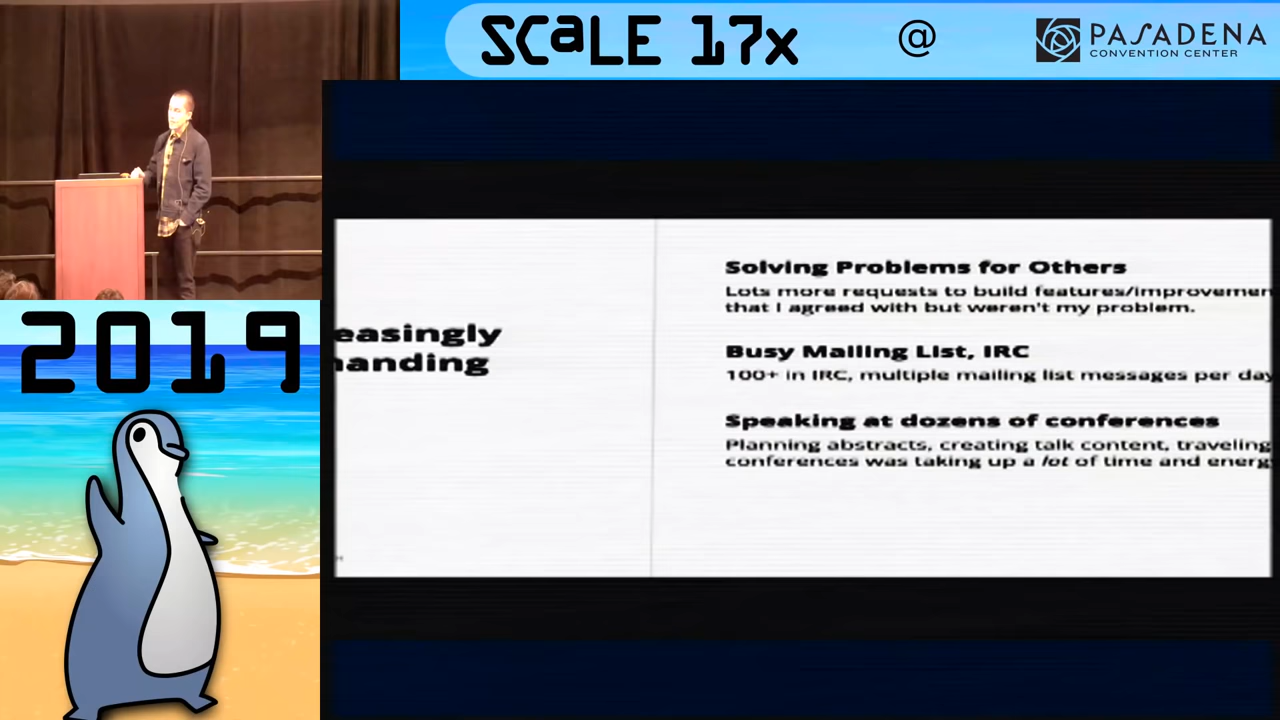 SCaLE 17x @ PASADENA
CONVENTION CENTER
2019
easingly
anding
Solving Problems for Others
Lots more requests to build features/improvemen
that I agreed with but weren't my problem.
Busy Mailing List, IRC
100+ in IRC, multiple mailing list messages per day
Speaking at dozens of conferences
Planning abstracts, creating talk content, traveling
conferences was taking up a lot of time and energ